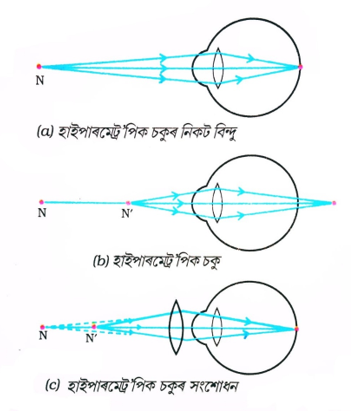 N
(a) হাইপাৰমেট্ৰ'পিক চকুৰ নিকট বিন্দু
N N'
(b) হাইপাৰমেট্ৰ'পিক চকু
N N'
(c) হাইপাৰমেট্ৰ'পিক চকুৰ সংশোধন